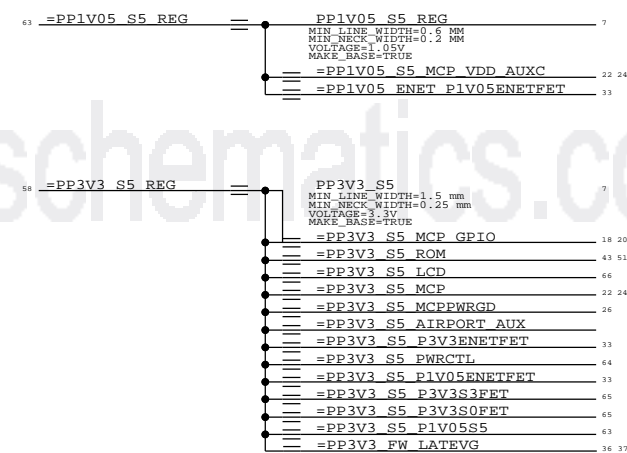 63 =PP1V05_S5_REG PP1V05_S5_REG 7
MIN_LINE_WIDTH=0.6 MM
MIN_NECK_WIDTH=0.2 MM
VOLTAGE=1.05V
MAKE_BASE=TRUE
=PP1V05_S5_MCP_VDD_AUXC 22 24
=PP1V05_ENET_P1V05ENETFET 33
schematics.co
58 =PP3V3_S5_REG PP3V3_S5 7
MIN_LINE_WIDTH=1.5 mm
MIN_NECK_WIDTH=0.25 mm
VOLTAGE=3.3V
MAKE_BASE=TRUE
=PP3V3_S5_MCP_GPIO 18 20
=PP3V3_S5_ROM 43 51
=PP3V3_S5_LCD 66
=PP3V3_S5_MCP 22 24
=PP3V3_S5_MCPPWRGD 26
=PP3V3_S5_AIRPORT_AUX
=PP3V3_S5_P3V3ENETFET 33
=PP3V3_S5_PWRCTL 64
=PP3V3_S5_P1V05ENETFET 33
=PP3V3_S5_P3V3S3FET 65
=PP3V3_S5_P3V3S0FET 65
=PP3V3_S5_P1V05S5 63
=PP3V3_FW_LATEVG 36 37